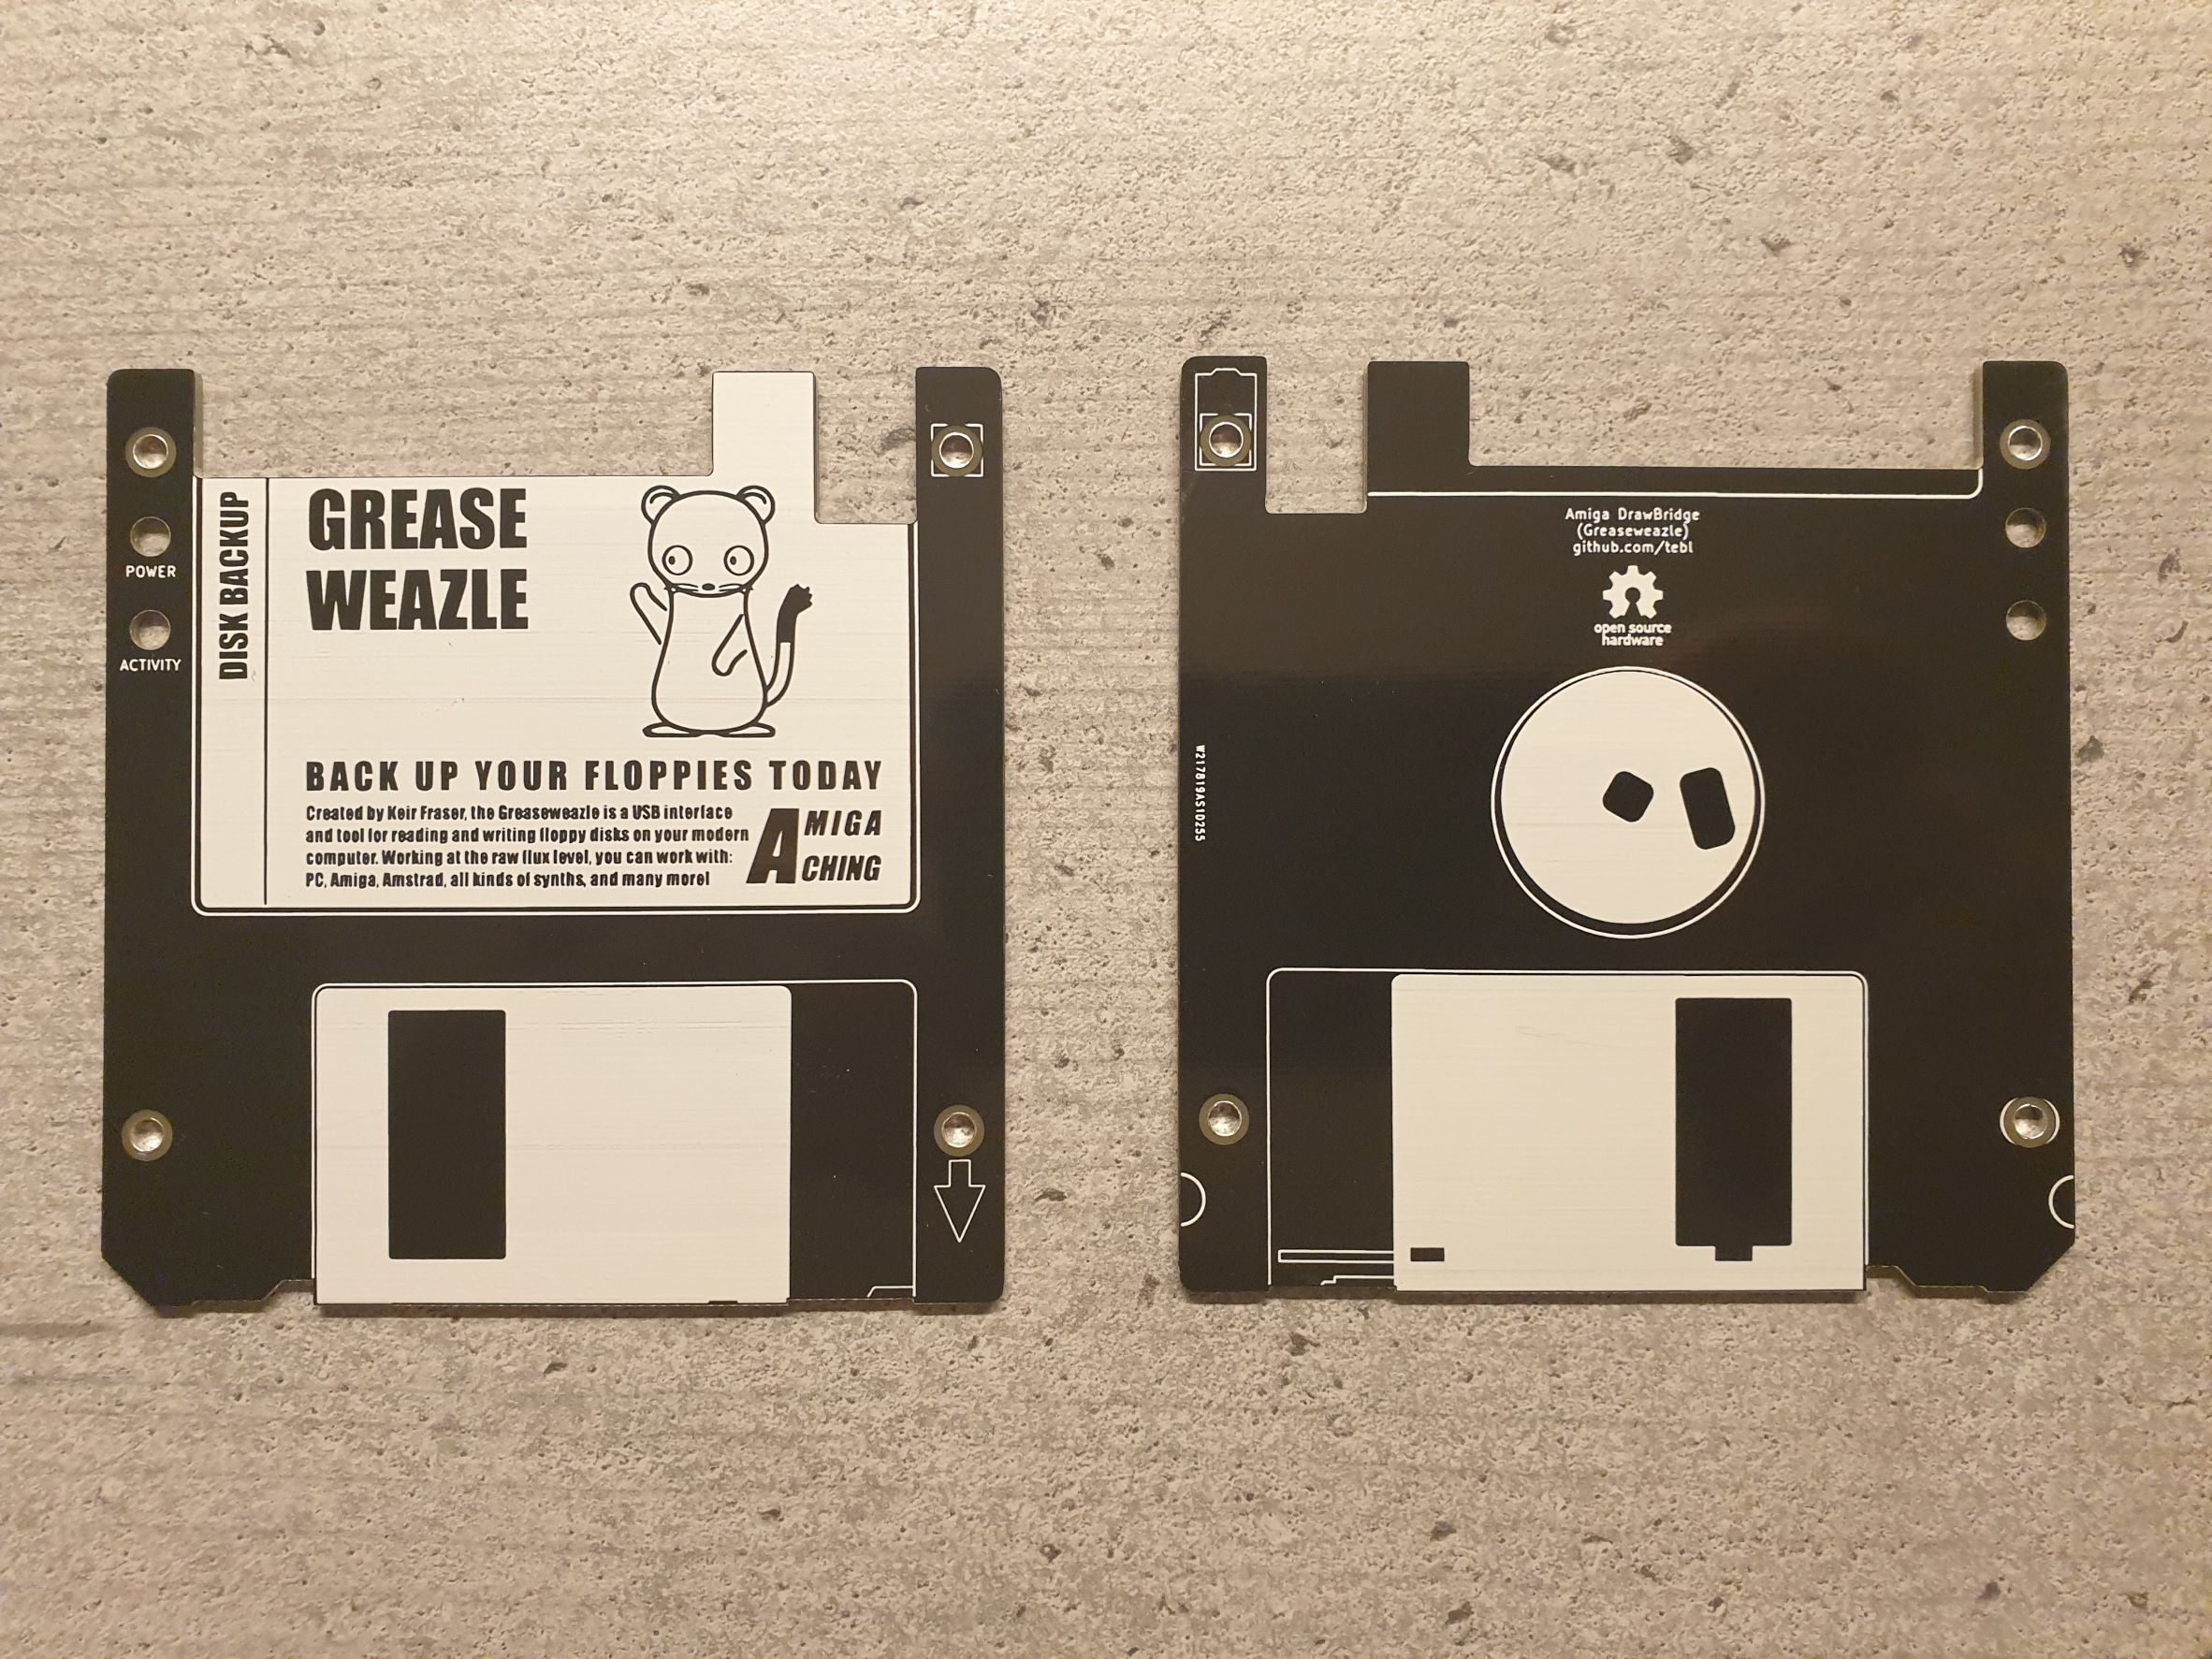 GREASE
WEAZLE
DISK BACKUP
POWER
ACTIVITY
BACK UP YOUR FLOPPIES TODAY
Created by Keir Fraser, the Greaseweazle is a USB interface
and tool for reading and writing floppy disks on your modern
computer. Working at the raw flux level, you can work with:
PC, Amiga, Amstrad, all kinds of synths, and many more!
AMIGA
ACHING
Amiga DrawBridge
(Greaseweazle)
github.com/tebl
open source
hardware
W217819AS10255